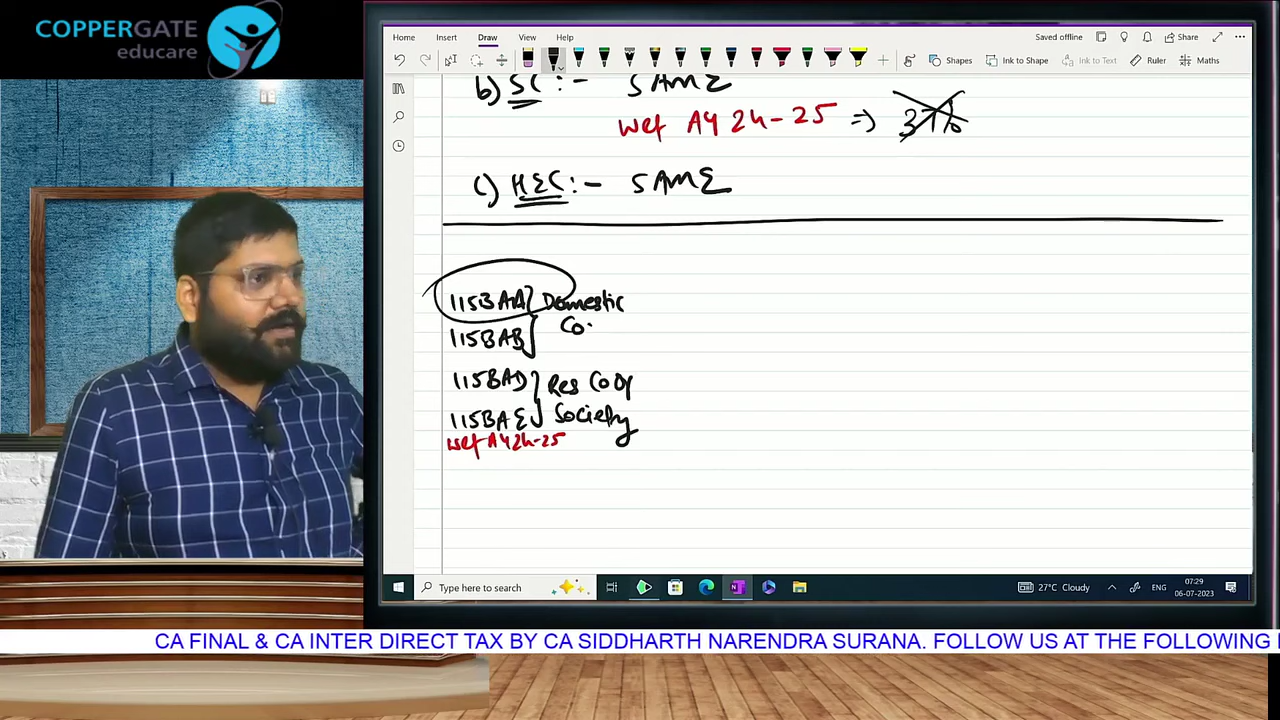 COPPERGATE
educare
Home Insert Draw View Help
Saved offline
Share
Shapes
Ink to Shape
Ink to Text
Ruler
Maths
b) SC :- SAME
wef AY 24-25 => 37%
c) HEC :- SAME
115BAA } Domestic
115BAB } Co.
115BAD } Res Co Op
115BAE } Society
wef AY 24-25
Type here to search
27°C Cloudy
ENG
07:29
06-07-2023
CA FINAL & CA INTER DIRECT TAX BY CA SIDDHARTH NARENDRA SURANA. FOLLOW US AT THE FOLLOWING